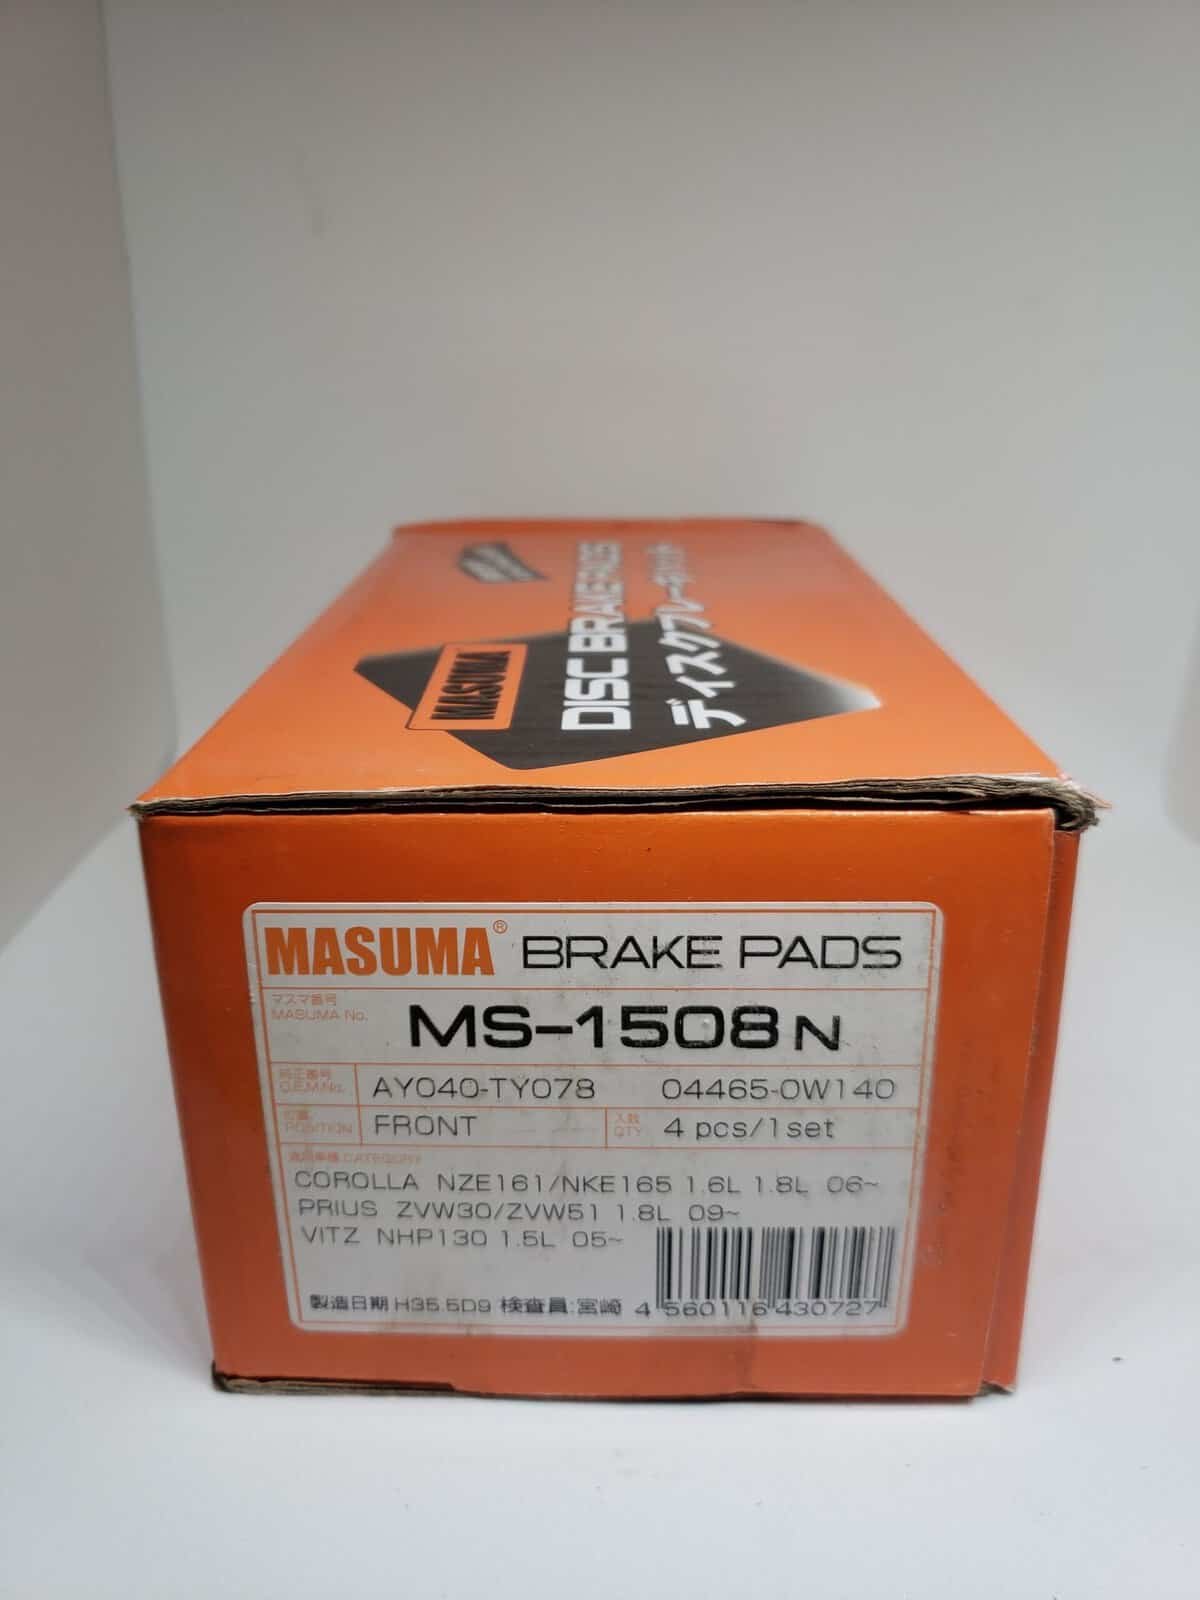 MASUMA
DISC BRAKE PADS
ディスクブレーキパッド
MASUMA® BRAKE PADS
マスマ番号
MASUMA No.
MS-1508 N
純正番号
O.E.M.No.
AY040-TY078 04465-0W140
位置
POSITION
FRONT
入数
QTY
4 pcs/1set
適用車種 CATEGORY
COROLLA NZE161/NKE165 1.6L 1.8L 06~
PRIUS ZVW30/ZVW51 1.8L 09~
VITZ NHP130 1.5L 05~
製造日期 H35.5D9 検査員:宮崎 4 560116 430727